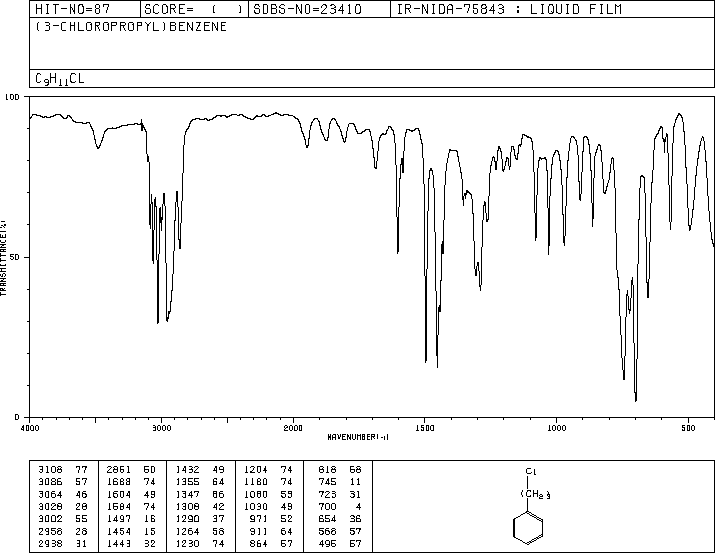 HIT-NO=87 SCORE= ( ) SDBS-NO=23410 IR-NIDA-75843 : LIQUID FILM
(3-CHLOROPROPYL)BENZENE
C9H11CL
100
50
0
TRANSMITTANCE(%)
4000 3000 2000 1500 1000 500
WAVENUMBER(-1)
3108 77 2861 50 1432 49 1204 74 818 68
3086 57 1688 74 1355 64 1180 74 745 11
3064 46 1604 49 1347 66 1080 53 723 31
3028 28 1584 74 1308 42 1030 49 700 4
3002 55 1497 16 1290 37 971 52 654 36
2958 28 1454 15 1264 58 911 64 568 57
2938 31 1443 32 1230 74 864 57 495 57
Cl
(CH2)3